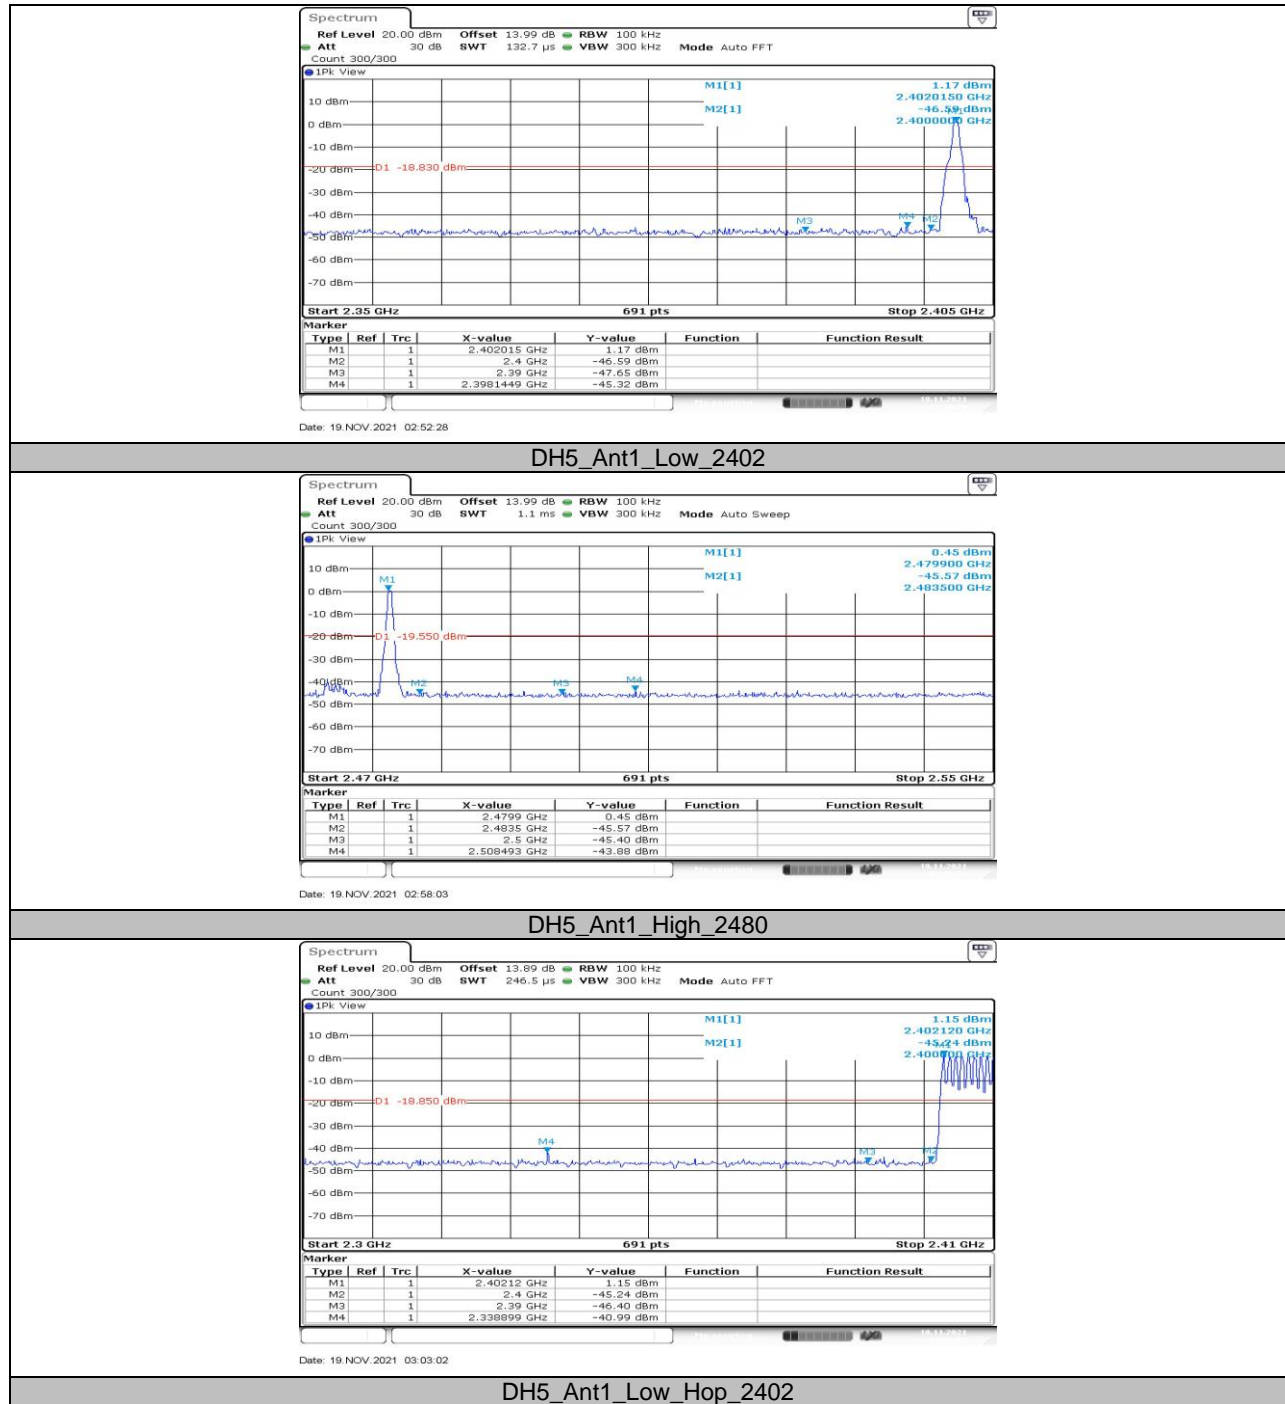 Spectrum
Ref Level 20.00 dBm Offset 13.99 dB RBW 100 kHz
Att 30 dB SWT 132.7 µs VBW 300 kHz Mode Auto FFT
Count 300/300
1Pk View
M1[1] 1.17 dBm
2.4020150 GHz
M2[1] -46.59 dBm
2.4000000 GHz
10 dBm
0 dBm
-10 dBm
-20 dBm
D1 -18.830 dBm
-30 dBm
-40 dBm
M3 M4 M2
-50 dBm
-60 dBm
-70 dBm
Start 2.35 GHz 691 pts Stop 2.405 GHz
Marker
Type Ref Trc X-value Y-value Function Function Result
M1 1 2.402015 GHz 1.17 dBm
M2 1 2.4 GHz -46.59 dBm
M3 1 2.39 GHz -47.65 dBm
M4 1 2.3981449 GHz -45.32 dBm
Date: 19.NOV.2021 02:52:28
DH5_Ant1_Low_2402
Spectrum
Ref Level 20.00 dBm Offset 13.99 dB RBW 100 kHz
Att 30 dB SWT 1.1 ms VBW 300 kHz Mode Auto Sweep
Count 300/300
1Pk View
M1[1] 0.45 dBm
2.479900 GHz
M2[1] -45.57 dBm
2.483500 GHz
10 dBm
M1
0 dBm
-10 dBm
-20 dBm
D1 -19.550 dBm
-30 dBm
-40 dBm
M2 M3 M4
-50 dBm
-60 dBm
-70 dBm
Start 2.47 GHz 691 pts Stop 2.55 GHz
Marker
Type Ref Trc X-value Y-value Function Function Result
M1 1 2.4799 GHz 0.45 dBm
M2 1 2.4835 GHz -45.57 dBm
M3 1 2.5 GHz -45.40 dBm
M4 1 2.508493 GHz -43.88 dBm
Date: 19.NOV.2021 02:58:03
DH5_Ant1_High_2480
Spectrum
Ref Level 20.00 dBm Offset 13.89 dB RBW 100 kHz
Att 30 dB SWT 246.5 µs VBW 300 kHz Mode Auto FFT
Count 300/300
1Pk View
M1[1] 1.15 dBm
2.402120 GHz
M2[1] -45.24 dBm
2.400000 GHz
10 dBm
0 dBm
-10 dBm
-20 dBm
D1 -18.850 dBm
-30 dBm
-40 dBm
M4 M3 M2
-50 dBm
-60 dBm
-70 dBm
Start 2.3 GHz 691 pts Stop 2.41 GHz
Marker
Type Ref Trc X-value Y-value Function Function Result
M1 1 2.40212 GHz 1.15 dBm
M2 1 2.4 GHz -45.24 dBm
M3 1 2.39 GHz -46.40 dBm
M4 1 2.338899 GHz -40.99 dBm
Date: 19.NOV.2021 03:03:02
DH5_Ant1_Low_Hop_2402